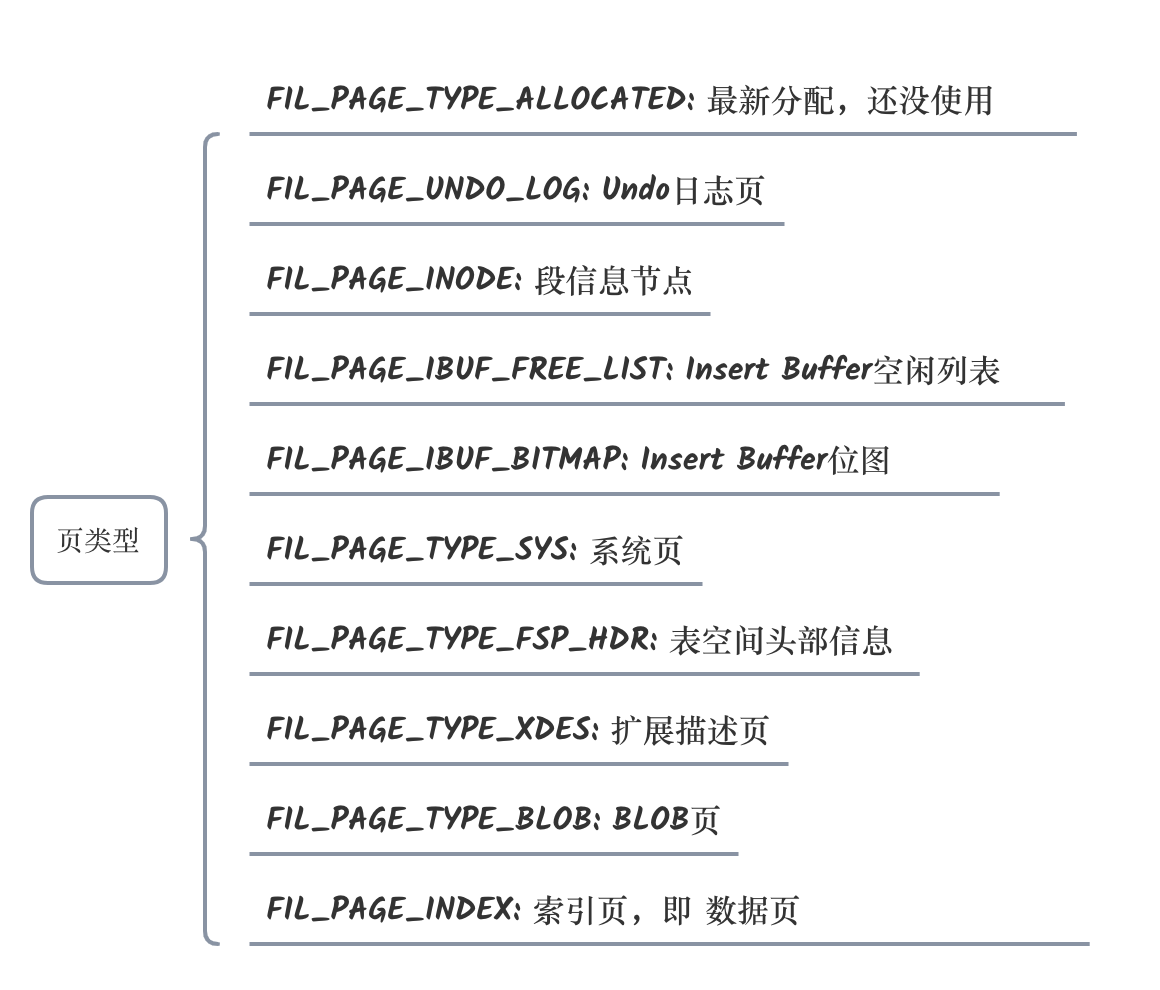 FIL_PAGE_TYPE_ALLOCATED: 最新分配，还没使用
FIL_PAGE_UNDO_LOG: Undo日志页
FIL_PAGE_INODE: 段信息节点
FIL_PAGE_IBUF_FREE_LIST: Insert Buffer空闲列表
FIL_PAGE_IBUF_BITMAP: Insert Buffer位图
页类型
FIL_PAGE_TYPE_SYS: 系统页
FIL_PAGE_TYPE_FSP_HDR: 表空间头部信息
FIL_PAGE_TYPE_XDES: 扩展描述页
FIL_PAGE_TYPE_BLOB: BLOB页
FIL_PAGE_INDEX: 索引页，即 数据页